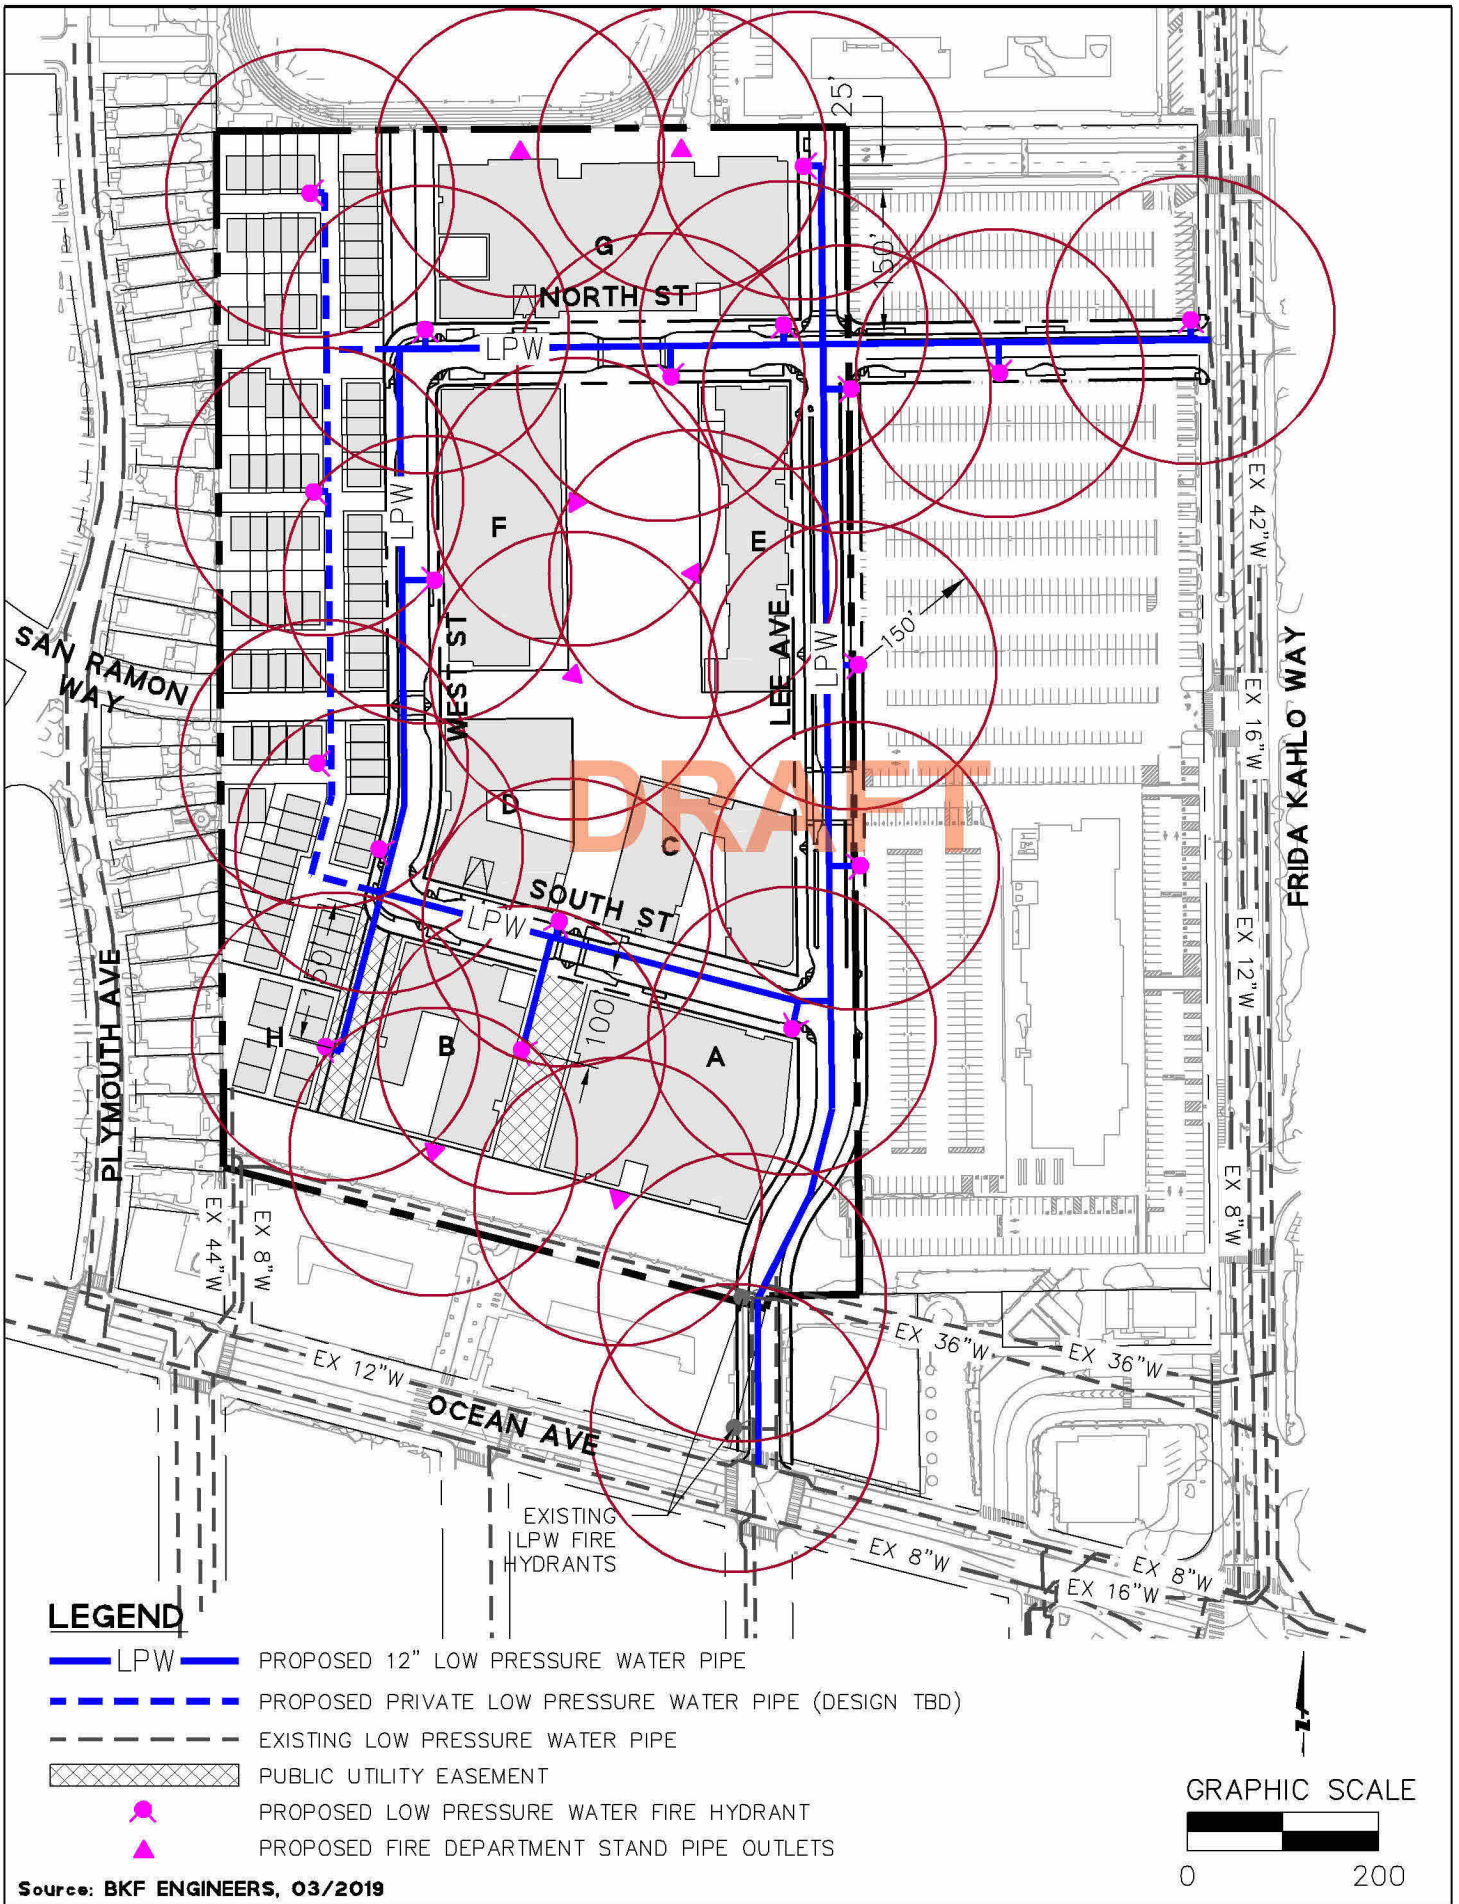 25'
150'
G
NORTH ST
LPW
LPW
F
E
EX 42"W
LEE AVE
LPW
150'
SAN RAMON
WAY
WEST ST
EX 16"W
FRIDA KAHLO WAY
DRAFT
D
C
SOUTH ST
LPW
EX 12"W
PLYMOUTH AVE
H
B
100
A
EX 44"W
EX 8"W
EX 8"W
EX 36"W
EX 36"W
EX 12"W
OCEAN AVE
EXISTING
LPW FIRE
HYDRANTS
EX 8"W
EX 8"W
EX 16"W
LEGEND
LPW PROPOSED 12" LOW PRESSURE WATER PIPE
PROPOSED PRIVATE LOW PRESSURE WATER PIPE (DESIGN TBD)
EXISTING LOW PRESSURE WATER PIPE
PUBLIC UTILITY EASEMENT
PROPOSED LOW PRESSURE WATER FIRE HYDRANT
PROPOSED FIRE DEPARTMENT STAND PIPE OUTLETS
GRAPHIC SCALE
0 200
Source: BKF ENGINEERS, 03/2019